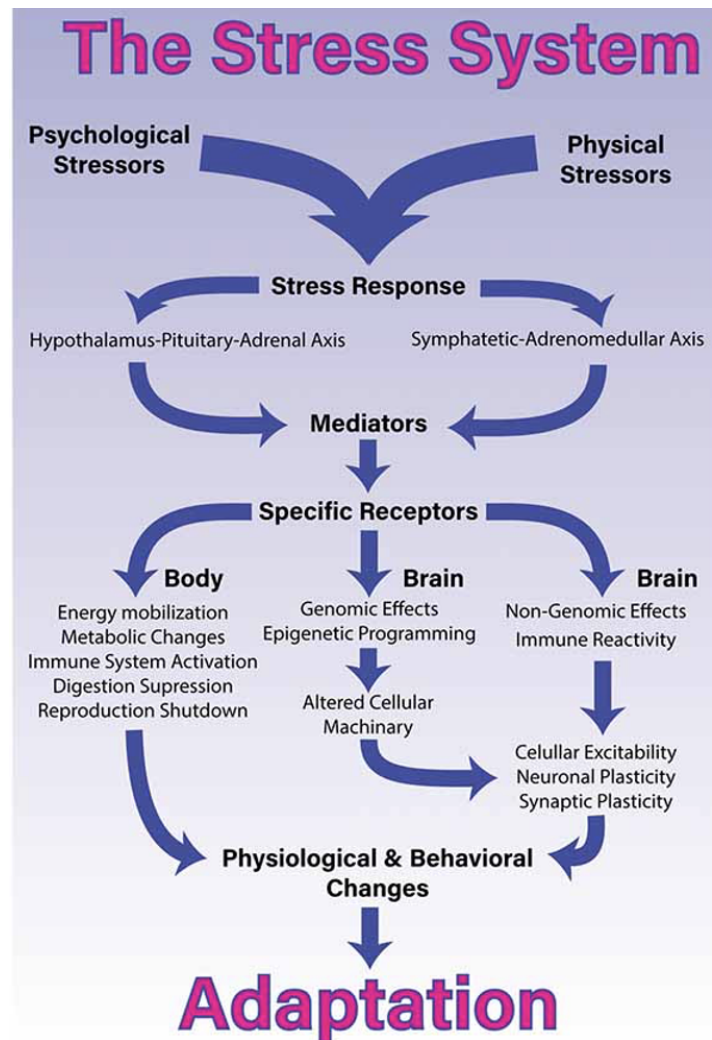 The Stress System
Psychological
Stressors
Physical
Stressors
Stress Response
Hypothalamus-Pituitary-Adrenal Axis
Symphatetic-Adrenomedullar Axis
Mediators
Specific Receptors
Body
Energy mobilization
Metabolic Changes
Immune System Activation
Digestion Supression
Reproduction Shutdown
Brain
Genomic Effects
Epigenetic Programming
Altered Cellular
Machinary
Brain
Non-Genomic Effects
Immune Reactivity
Celullar Excitability
Neuronal Plasticity
Synaptic Plasticity
Physiological & Behavioral
Changes
Adaptation